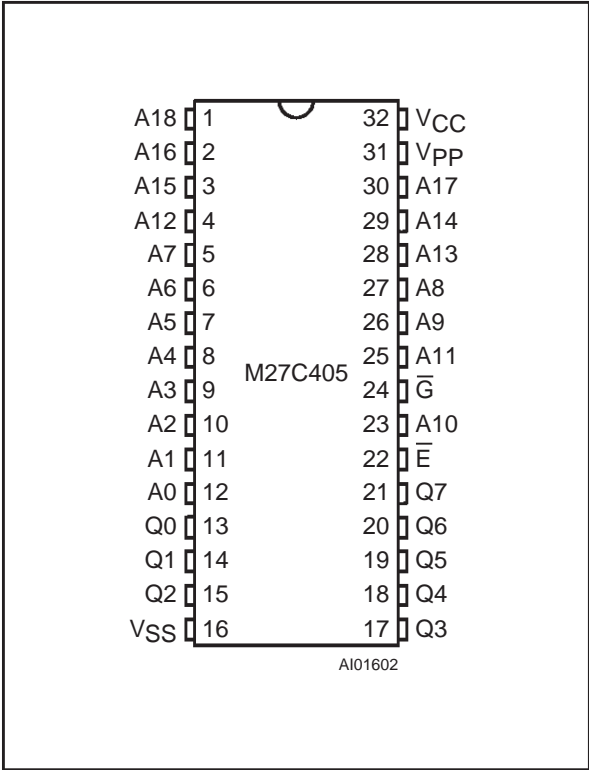 A18 1 32 VCC
A16 2 31 VPP
A15 3 30 A17
A12 4 29 A14
A7 5 28 A13
A6 6 27 A8
A5 7 26 A9
A4 8 25 A11
M27C405
A3 9 24 G̅
A2 10 23 A10
A1 11 22 E̅
A0 12 21 Q7
Q0 13 20 Q6
Q1 14 19 Q5
Q2 15 18 Q4
VSS 16 17 Q3
AI01602